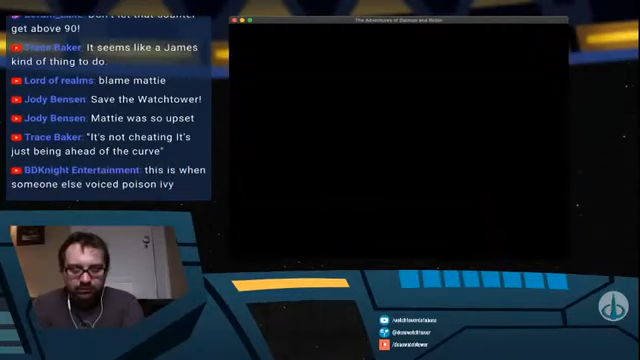 The Adventures of Batman and Robin
get above 90!
Trace Baker: It seems like a James
kind of thing to do.
Lord of realms: blame mattie
Jody Bensen: Save the Watchtower!
Jody Bensen: Mattie was so upset
Trace Baker: "It's not cheating It's
just being ahead of the curve"
BDKnight Entertainment: this is when
someone else voiced poison ivy